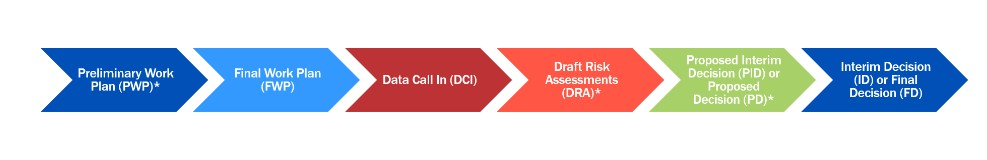 Preliminary Work
Plan (PWP)*
Final Work Plan
(FWP)
Data Call In (DCI)
Draft Risk
Assessments
(DRA)*
Proposed Interim
Decision (PID) or
Proposed
Decision (PD)*
Interim Decision
(ID) or Final
Decision (FD)